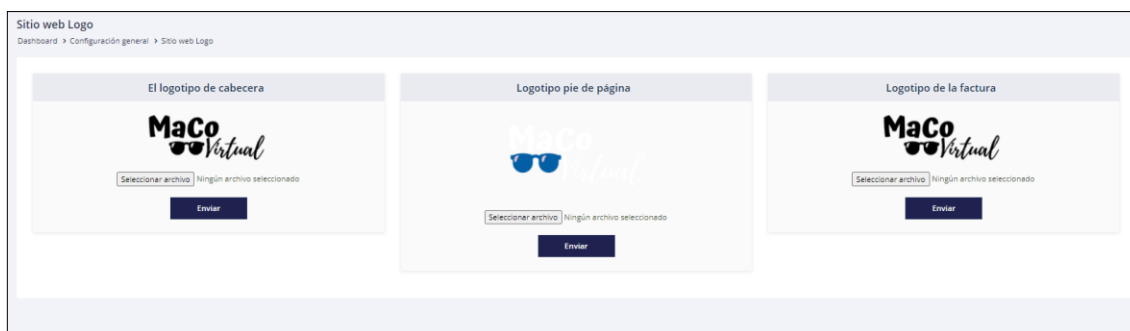 Sitio web Logo
Dashboard > Configuración general > Sitio web Logo
El logotipo de cabecera
MaCo
Virtual
Seleccionar archivo Ningún archivo seleccionado
Enviar
Logotipo pie de página
MaCo
Virtual
Seleccionar archivo Ningún archivo seleccionado
Enviar
Logotipo de la factura
MaCo
Virtual
Seleccionar archivo Ningún archivo seleccionado
Enviar